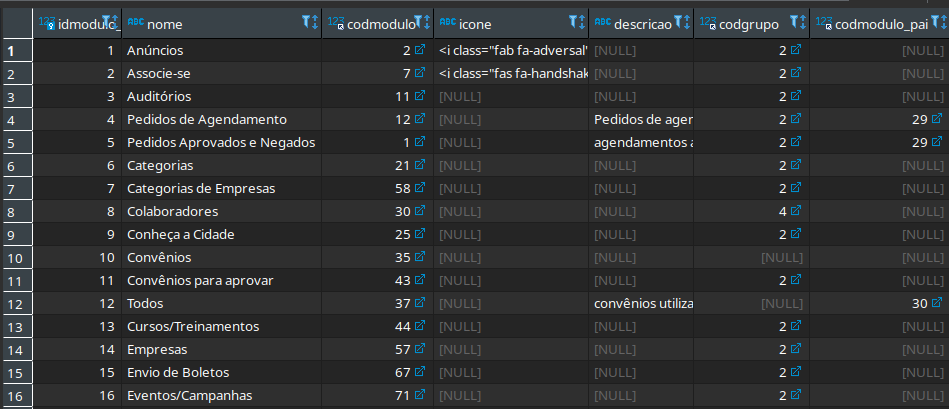 123 idmodulo_ ABC nome 123 codmodulo ABC icone ABC descricao 123 codgrupo 123 codmodulo_pai
1 1 Anúncios 2 <i class="fab fa-adversal" [NULL] 2 [NULL]
2 2 Associe-se 7 <i class="fas fa-handshak [NULL] 2 [NULL]
3 3 Auditórios 11 [NULL] [NULL] 2 [NULL]
4 4 Pedidos de Agendamento 12 [NULL] Pedidos de ager 2 29
5 5 Pedidos Aprovados e Negados 1 [NULL] agendamentos a 2 29
6 6 Categorias 21 [NULL] [NULL] 2 [NULL]
7 7 Categorias de Empresas 58 [NULL] [NULL] 2 [NULL]
8 8 Colaboradores 30 [NULL] [NULL] 4 [NULL]
9 9 Conheça a Cidade 25 [NULL] [NULL] 2 [NULL]
10 10 Convênios 35 [NULL] [NULL] [NULL] [NULL]
11 11 Convênios para aprovar 43 [NULL] [NULL] 2 [NULL]
12 12 Todos 37 [NULL] convênios utiliza [NULL] 30
13 13 Cursos/Treinamentos 44 [NULL] [NULL] 2 [NULL]
14 14 Empresas 57 [NULL] [NULL] 2 [NULL]
15 15 Envio de Boletos 67 [NULL] [NULL] 2 [NULL]
16 16 Eventos/Campanhas 71 [NULL] [NULL] 2 [NULL]